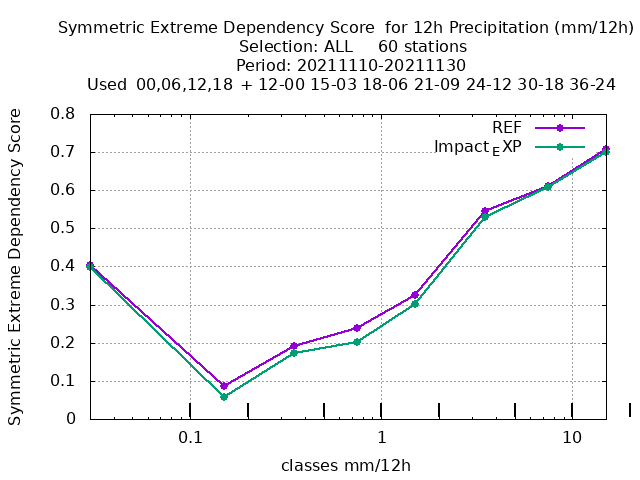 Symmetric Extreme Dependency Score  for 12h Precipitation (mm/12h)
Selection: ALL     60 stations
Period: 20211110-20211130
Used  00,06,12,18  + 12-00 15-03 18-06 21-09 24-12 30-18 36-24
Symmetric Extreme Dependency Score
0.8
0.7
0.6
0.5
0.4
0.3
0.2
0.1
0
REF
Impact_EXP
0.1
1
10
classes mm/12h